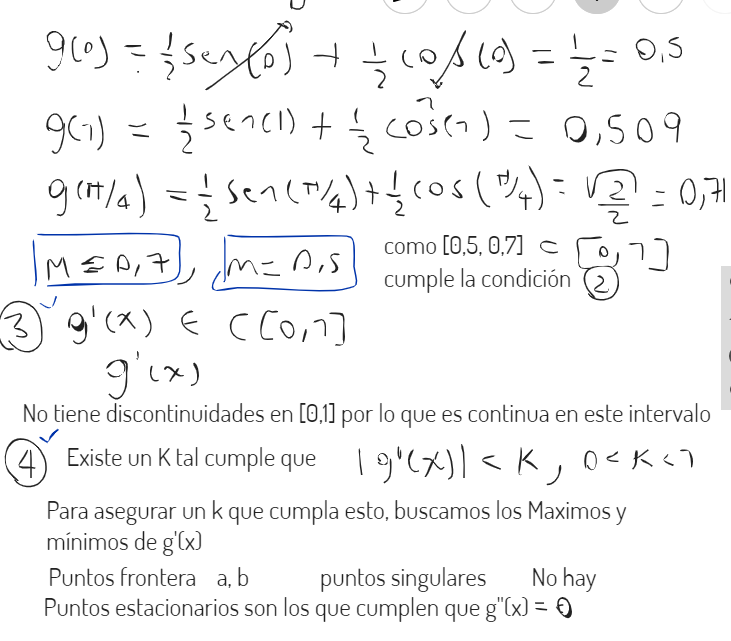 g(0) = ½ sen(0) + ½ cos(0) = ½ = 0,5
1
g(1) = ½ sen(1) + ½ cos(1) = 0,509
g(π/4) = ½ sen(π/4) + ½ cos(π/4) = √2/2 = 0,71
M ≤ 0,7 , m = 0,5 como [0,5, 0,7] ⊂ [0,1]
cumple la condición 2
3 g'(x) ∈ C[0,1]
g'(x)
No tiene discontinuidades en [0,1] por lo que es continua en este intervalo
4 Existe un K tal cumple que |g'(x)| < K, 0 < K < 1
Para asegurar un k que cumpla esto, buscamos los Maximos y
mínimos de g'(x)
Puntos frontera a, b puntos singulares No hay
Puntos estacionarios son los que cumplen que g"(x) = 0